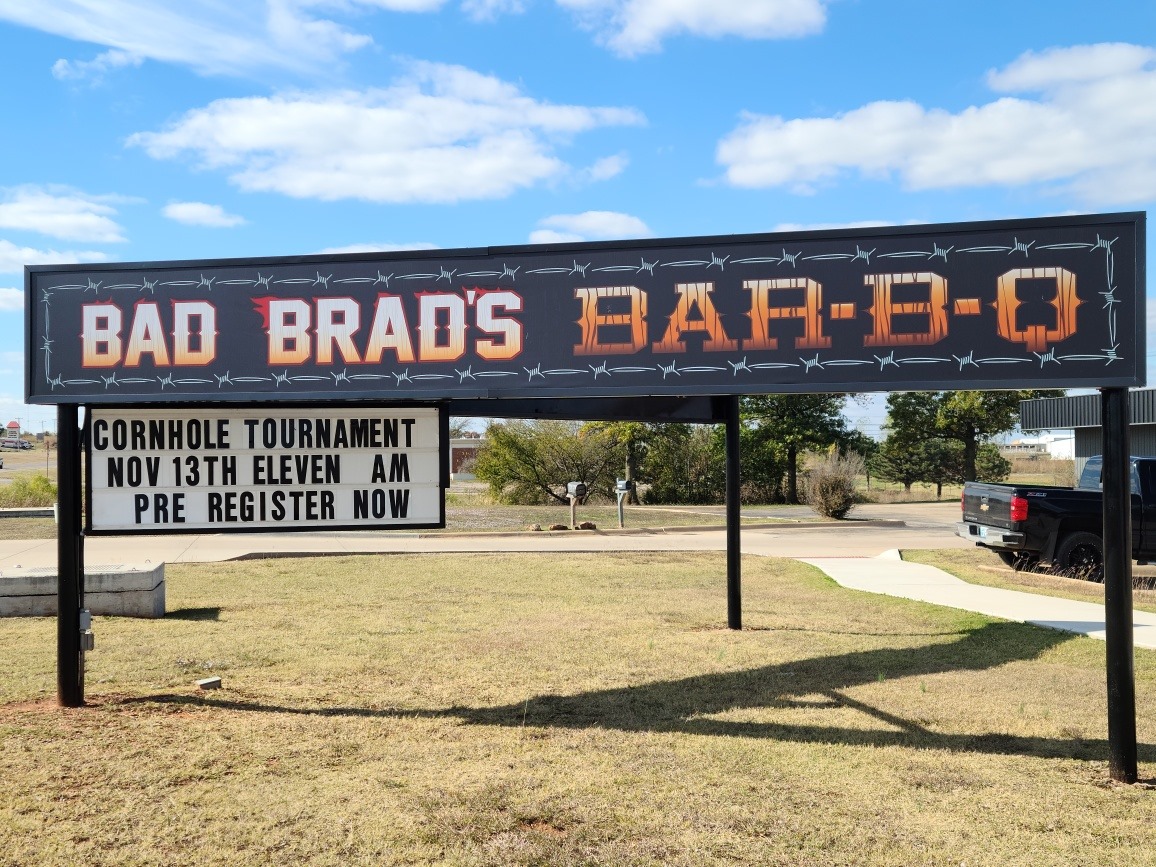 BAD BRAD'S BAR-B-Q
CORNHOLE TOURNAMENT
NOV 13TH ELEVEN AM
PRE REGISTER NOW